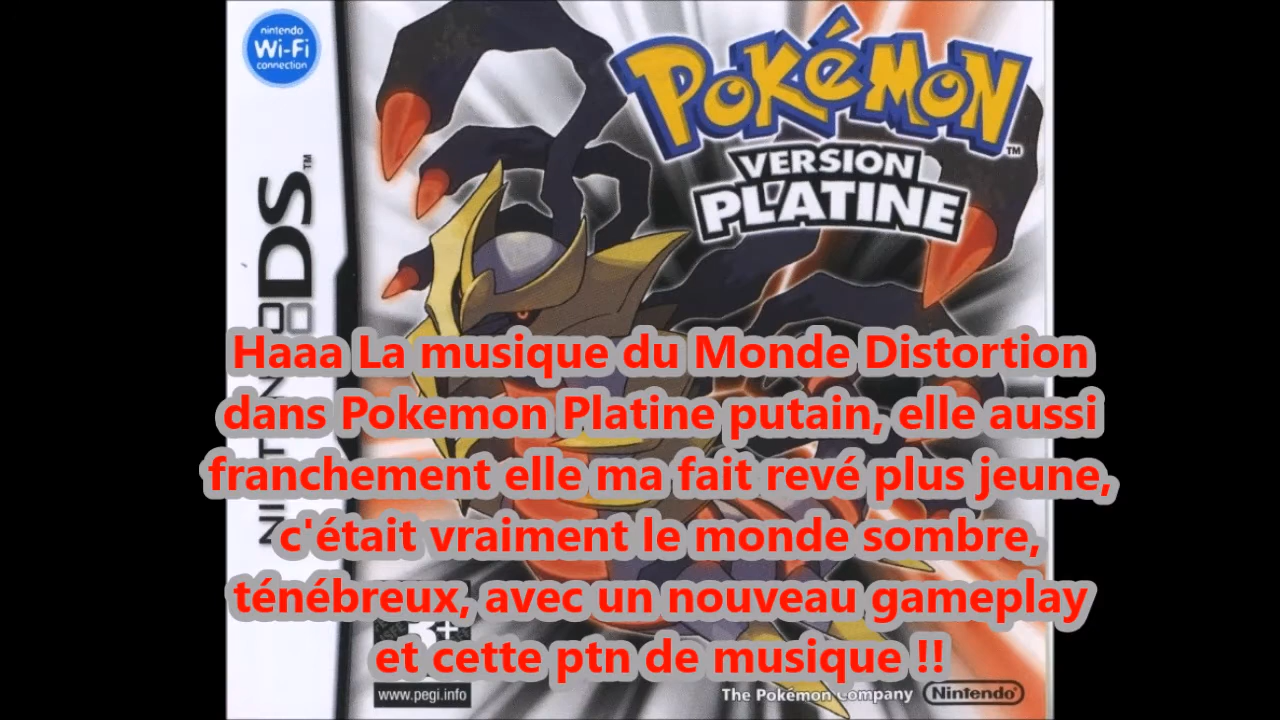 nintendo
Wi-Fi
connection
POKÉMON
TM
VERSION
PLATINE
NINTENDO DS
TM
Haaa La musique du Monde Distortion
dans Pokemon Platine putain, elle aussi
franchement elle ma fait revé plus jeune,
c'était vraiment le monde sombre,
ténébreux, avec un nouveau gameplay
et cette ptn de musique !!
3+
www.pegi.info
The Pokémon Company
Nintendo